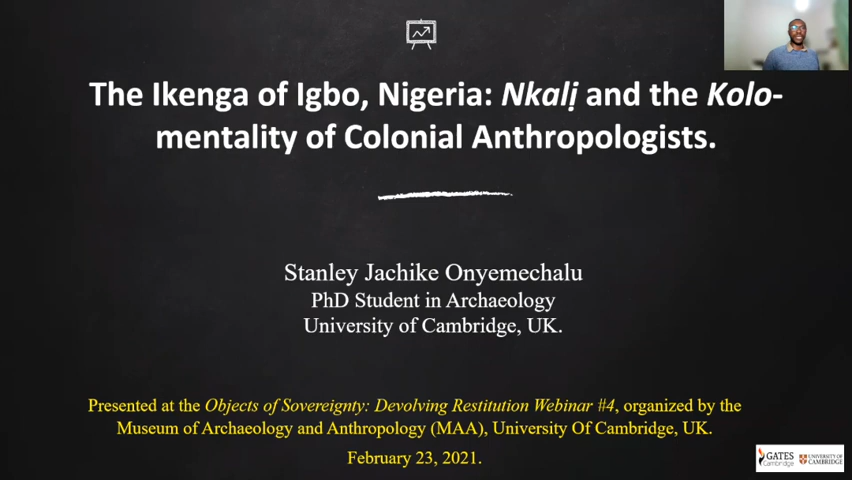 The Ikenga of Igbo, Nigeria: Nkalị and the Kolo-
mentality of Colonial Anthropologists.
Stanley Jachike Onyemechalu
PhD Student in Archaeology
University of Cambridge, UK.
Presented at the Objects of Sovereignty: Devolving Restitution Webinar #4, organized by the
Museum of Archaeology and Anthropology (MAA), University Of Cambridge, UK.
February 23, 2021.
GATES
Cambridge
UNIVERSITY OF
CAMBRIDGE